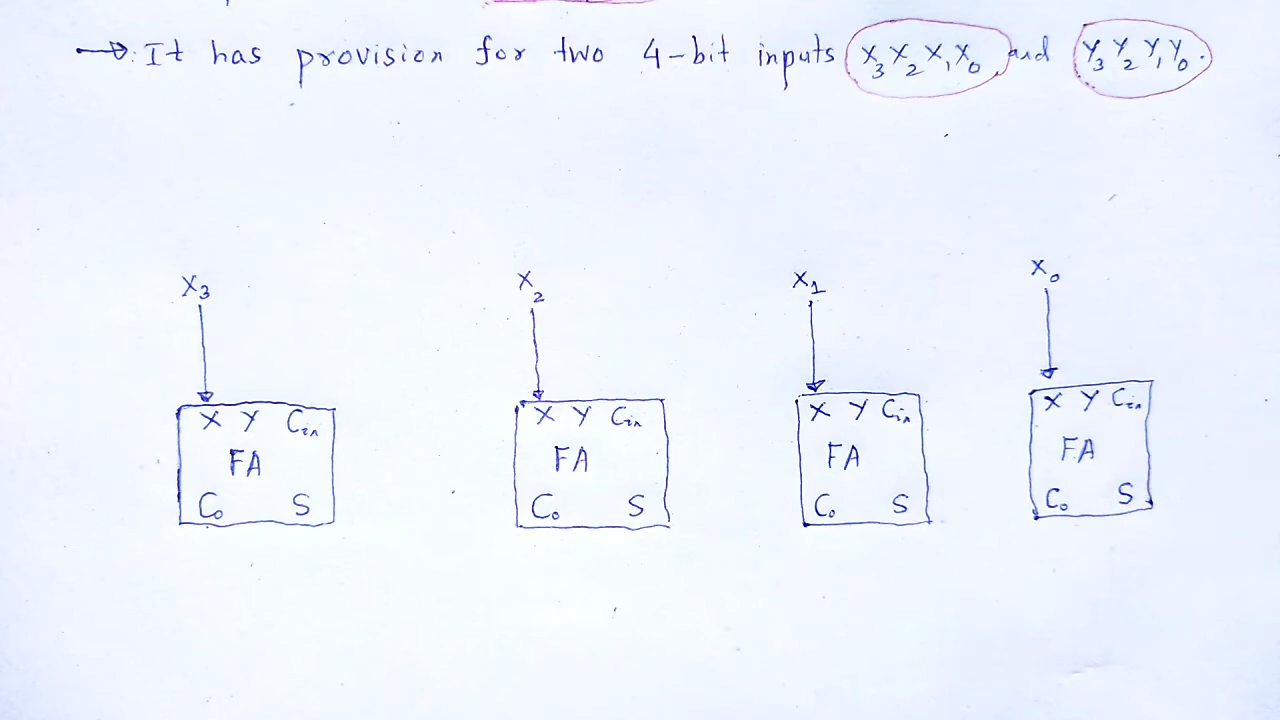 → It has provision for two 4-bit inputs X₃X₂X₁X₀ and Y₃Y₂Y₁Y₀.
X₃ X₂ X₁ X₀
X Y Cᵢₙ X Y Cᵢₙ X Y Cᵢₙ X Y Cᵢₙ
FA FA FA FA
C₀ S C₀ S C₀ S C₀ S